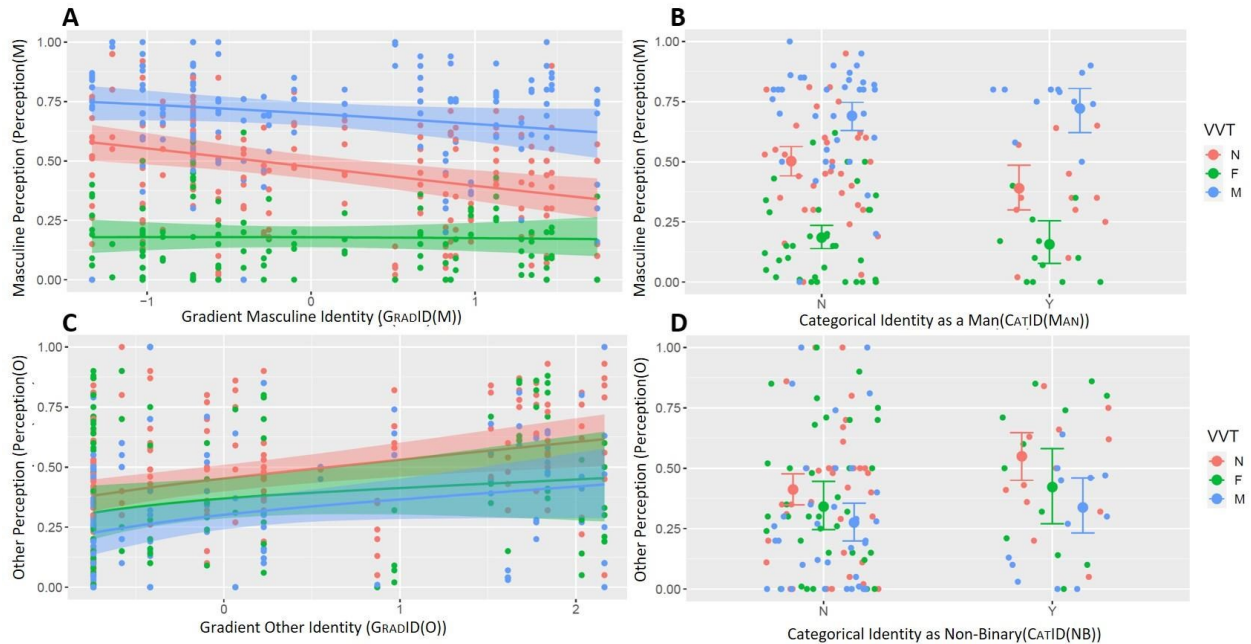 A
Masculine Perception (Perception(M)
1.00
0.75
0.50
0.25
0.00
−1
0
1
Gradient Masculine Identity (GRADID(M))
B
Masculine Perception (Perception(M)
1.00
0.75
0.50
0.25
0.00
N
Y
Categorical Identity as a Man(CATID(MAN))
VVT
N
F
M
C
Other Perception (Perception(O)
1.00
0.75
0.50
0.25
0.00
0
1
2
Gradient Other Identity (GRADID(O))
D
Other Perception (Perception(O)
1.00
0.75
0.50
0.25
0.00
N
Y
Categorical Identity as Non-Binary(CATID(NB))
VVT
N
F
M